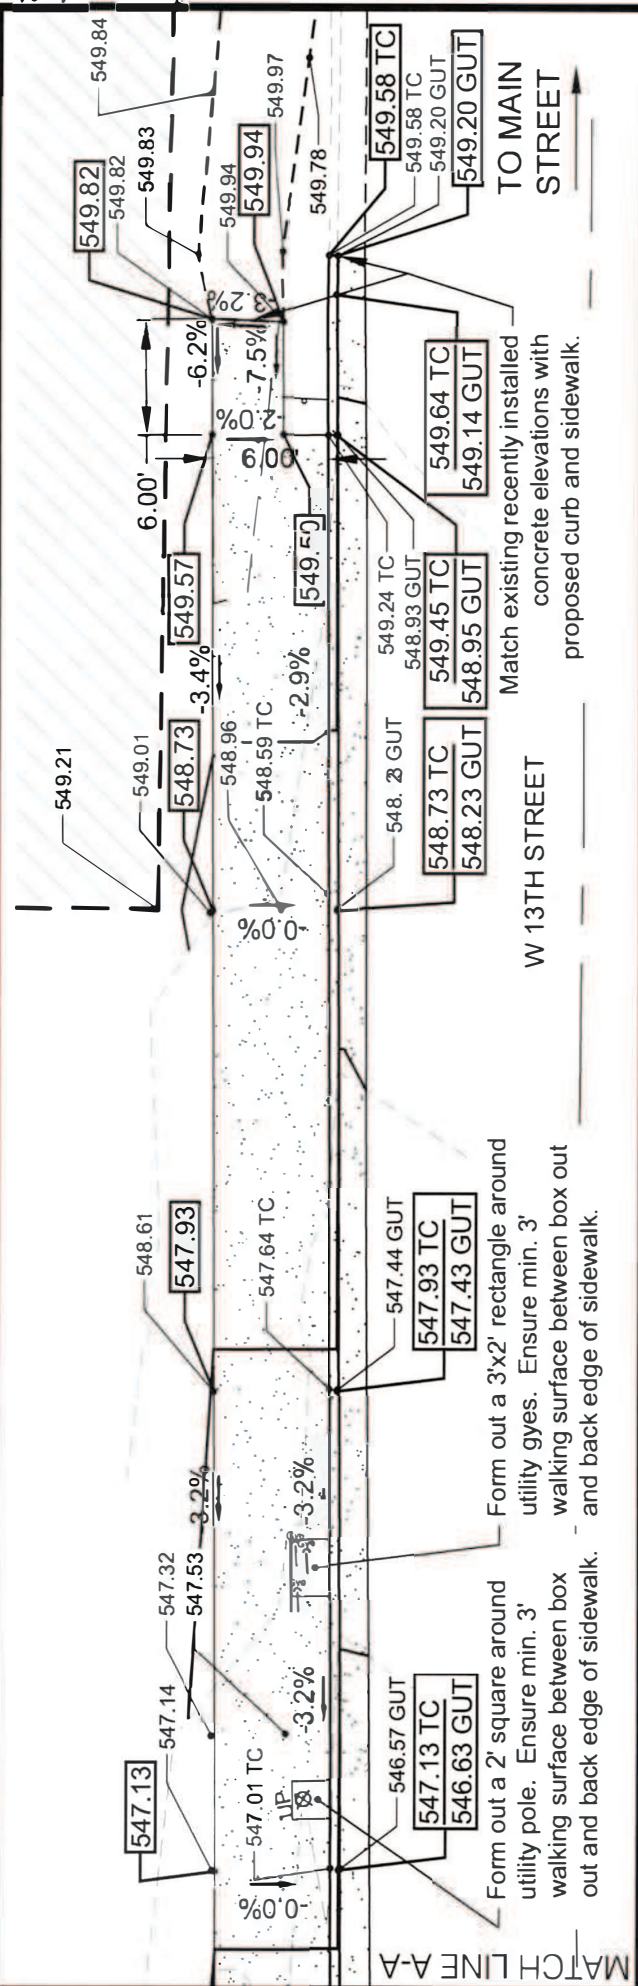 549.84
549.82
549.82
549.83
549.94
549.94
549.97
549.78
549.58 TC
549.58 TC
549.20 GUT
549.20 GUT
TO MAIN
STREET
-3.2%
-6.2%
-7.5%
-2.0%
6.00'
6.00'
549.57
549.24 TC
548.93 GUT
549.64 TC
549.14 GUT
549.45 TC
548.95 GUT
Match existing recently installed
concrete elevations with
proposed curb and sidewalk.
-3.4%
-2.9%
549.21
549.01
548.73
548.96
548.59 TC
-0.0%
548.73 TC
548.23 GUT
W 13TH STREET
548.61
547.93
547.64 TC
547.44 GUT
547.93 TC
547.43 GUT
3.2%
-3.2%
Form out a 3'x2' rectangle around
utility gyes. Ensure min. 3'
walking surface between box out
and back edge of sidewalk.
547.32
547.53
547.14
547.13
-3.2%
547.01 TC
UP
-0.0%
546.57 GUT
547.13 TC
546.63 GUT
Form out a 2' square around
utility pole. Ensure min. 3'
walking surface between box
out and back edge of sidewalk.
MATCH LINE A-A